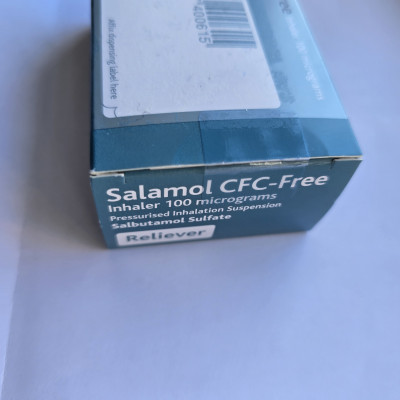 Salamol CFC-Free
Inhaler 100 micrograms
Pressurised Inhalation Suspension
Salbutamol Sulfate
Reliever
affix dispensing label here